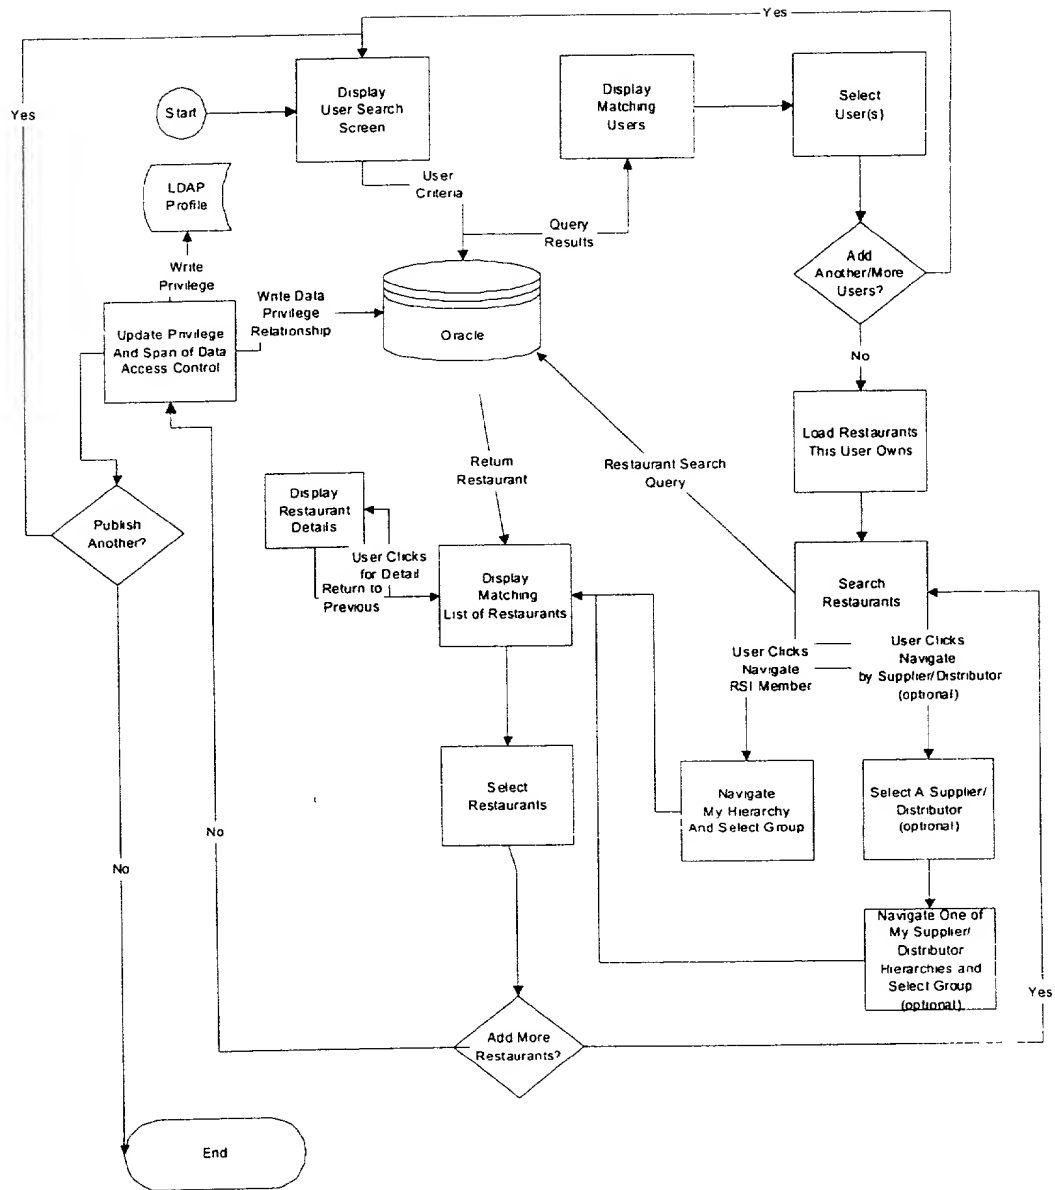 Yes
Yes
Start
Display
User Search
Screen
Display
Matching
Users
Select
User(s)
LDAP
Profile
User
Criteria
Query
Results
Add
Another/More
Users?
Write
Privilege
Write Data
Privilege
Relationship
Update Privilege
And Span of Data
Access Control
Oracle
No
Load Restaurants
This User Owns
Return
Restaurant
Restaurant Search
Query
Display
Restaurant
Details
Publish
Another?
User Clicks
for Detail
Return to
Previous
Display
Matching
List of Restaurants
Search
Restaurants
User Clicks
Navigate
RSI Member
User Clicks
Navigate
by Supplier/Distributor
(optional)
Select
Restaurants
Navigate
My Hierarchy
And Select Group
Select A Supplier/
Distributor
(optional)
No
No
Navigate One of
My Supplier/
Distributor
Hierarchies and
Select Group
(optional)
Yes
Add More
Restaurants?
End